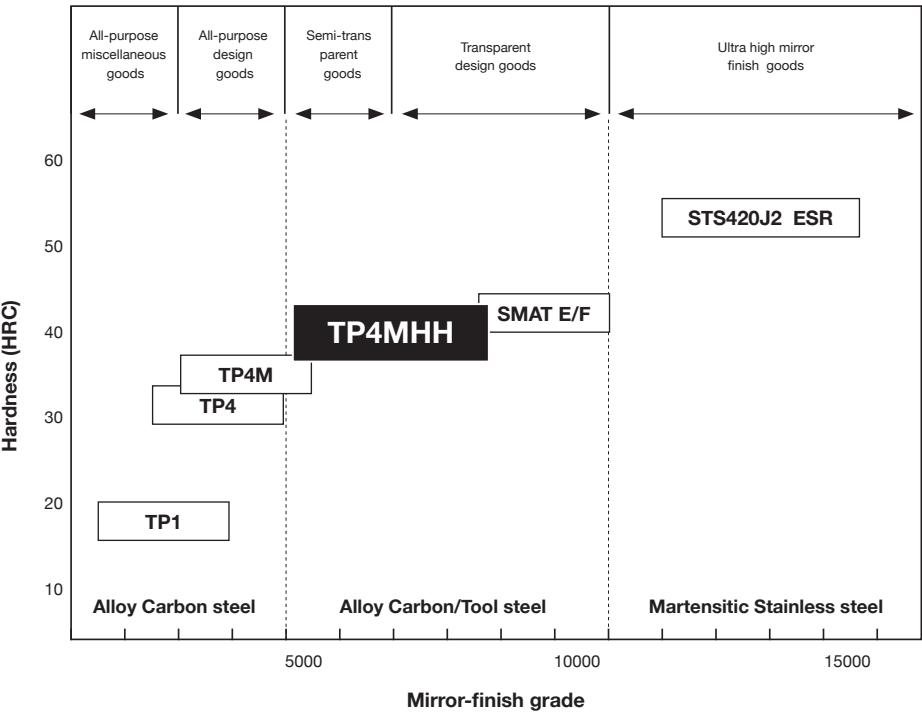 All-purpose
miscellaneous
goods
All-purpose
design
goods
Semi-trans
parent
goods
Transparent
design goods
Ultra high mirror
finish goods
60
50
40
30
20
10
Hardness (HRC)
STS420J2 ESR
SMAT E/F
TP4MHH
TP4M
TP4
TP1
Alloy Carbon steel
Alloy Carbon/Tool steel
Martensitic Stainless steel
5000
10000
15000
Mirror-finish grade